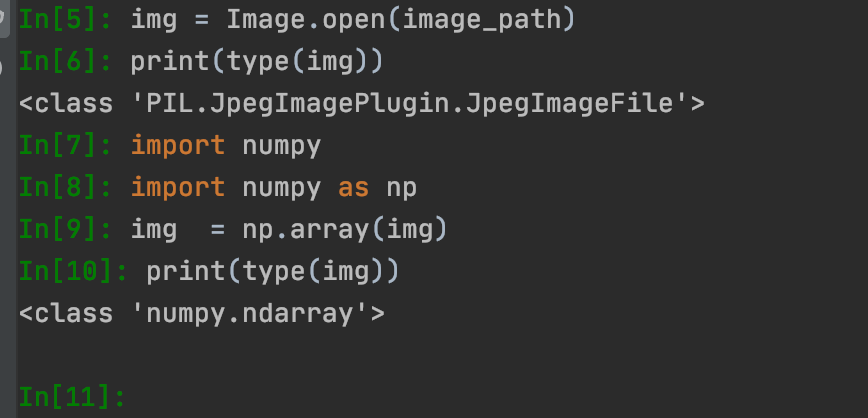 In[5]: img = Image.open(image_path)
In[6]: print(type(img))
<class 'PIL.JpegImagePlugin.JpegImageFile'>
In[7]: import numpy
In[8]: import numpy as np
In[9]: img  = np.array(img)
In[10]: print(type(img))
<class 'numpy.ndarray'>
In[11]: